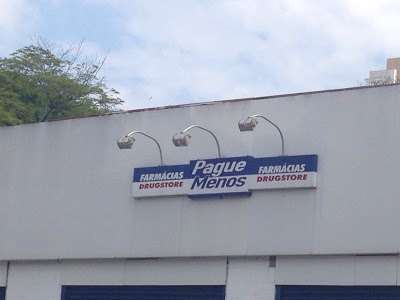 FARMÁCIAS
DRUGSTORE
Pague
Menos
FARMÁCIAS
DRUGSTORE